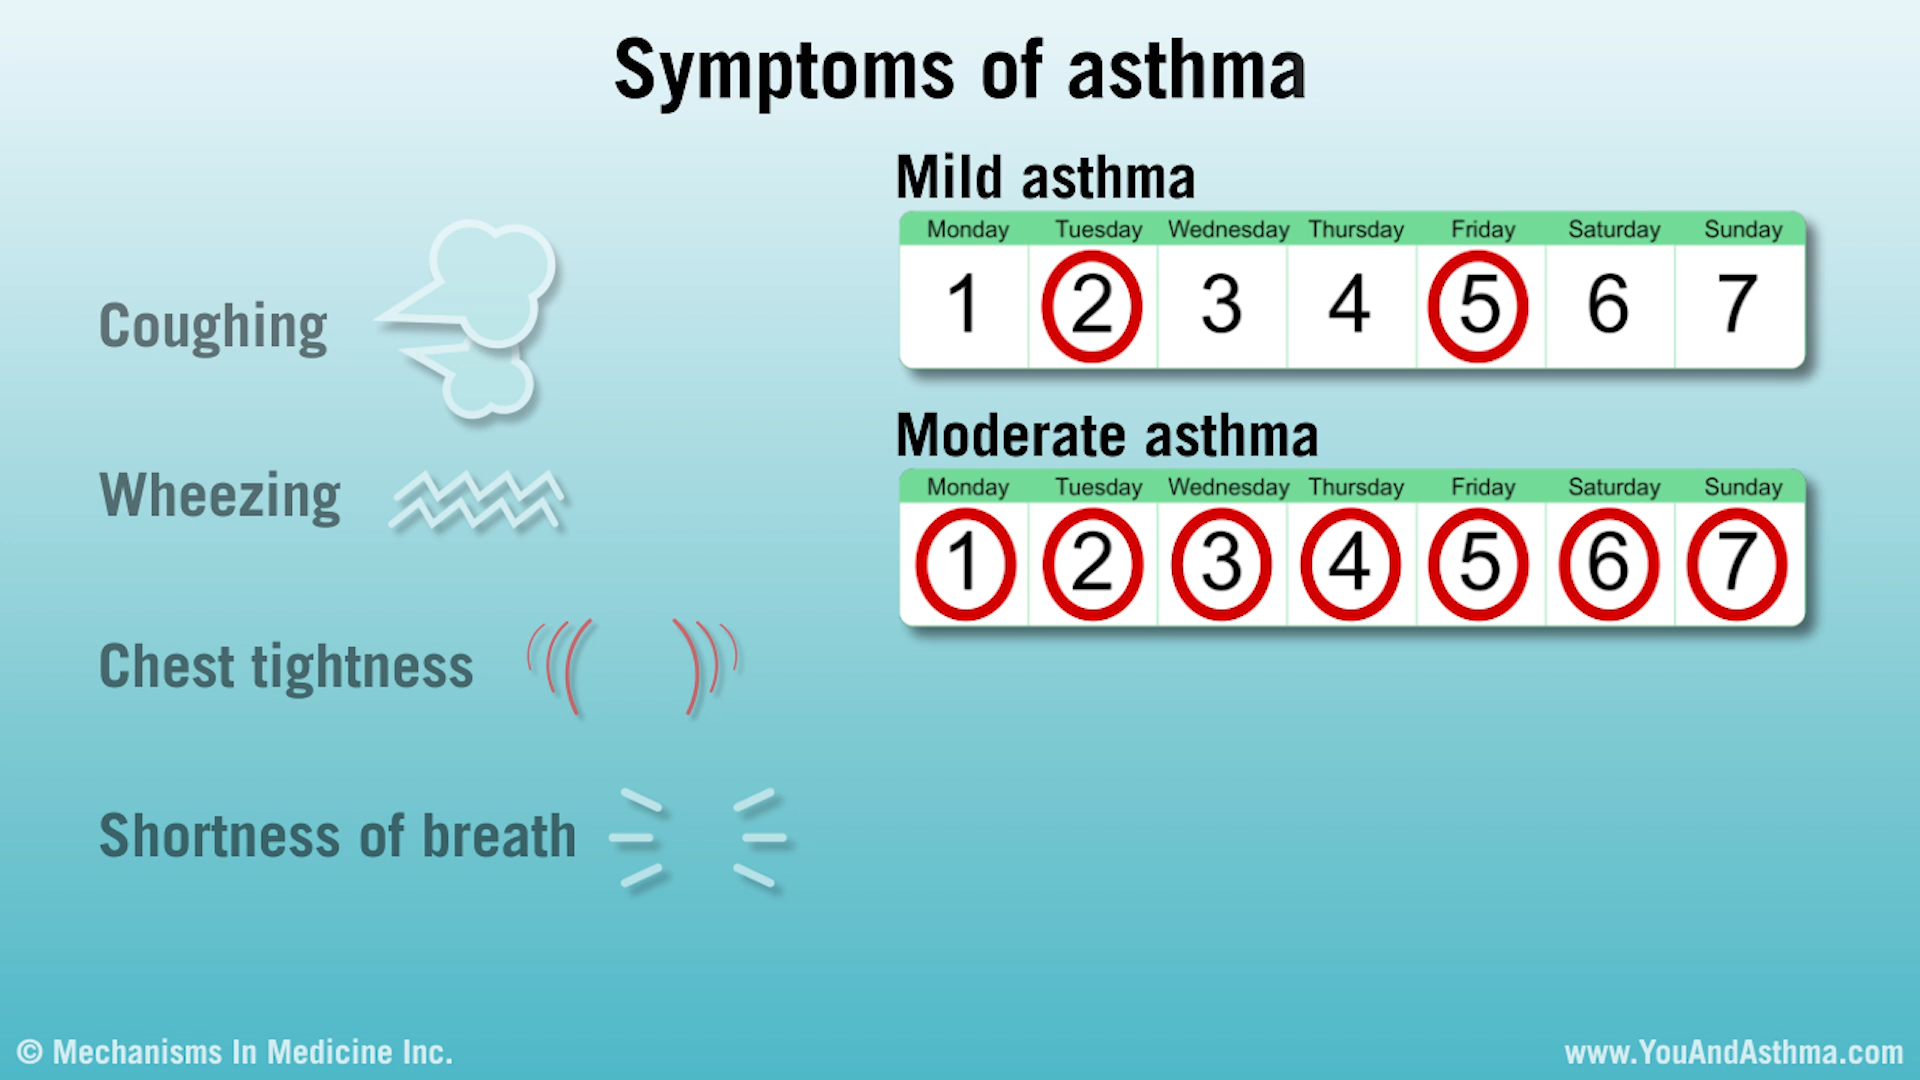 Symptoms of asthma
Coughing
Wheezing
Chest tightness
Shortness of breath
Mild asthma
Monday Tuesday Wednesday Thursday Friday Saturday Sunday
1 2 3 4 5 6 7
Moderate asthma
Monday Tuesday Wednesday Thursday Friday Saturday Sunday
1 2 3 4 5 6 7
© Mechanisms In Medicine Inc.
www.YouAndAsthma.com